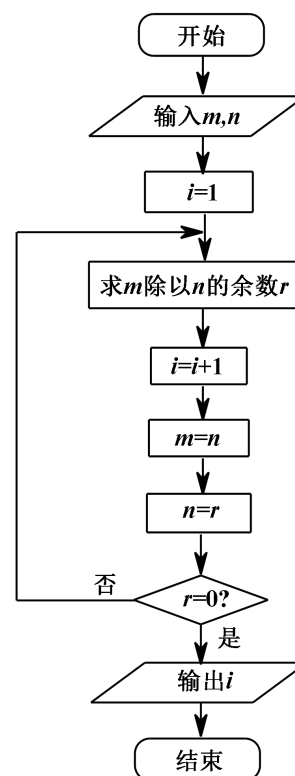 开始
输入m,n
i=1
求m除以n的余数r
i=i+1
m=n
n=r
否
r=0?
是
输出i
结束